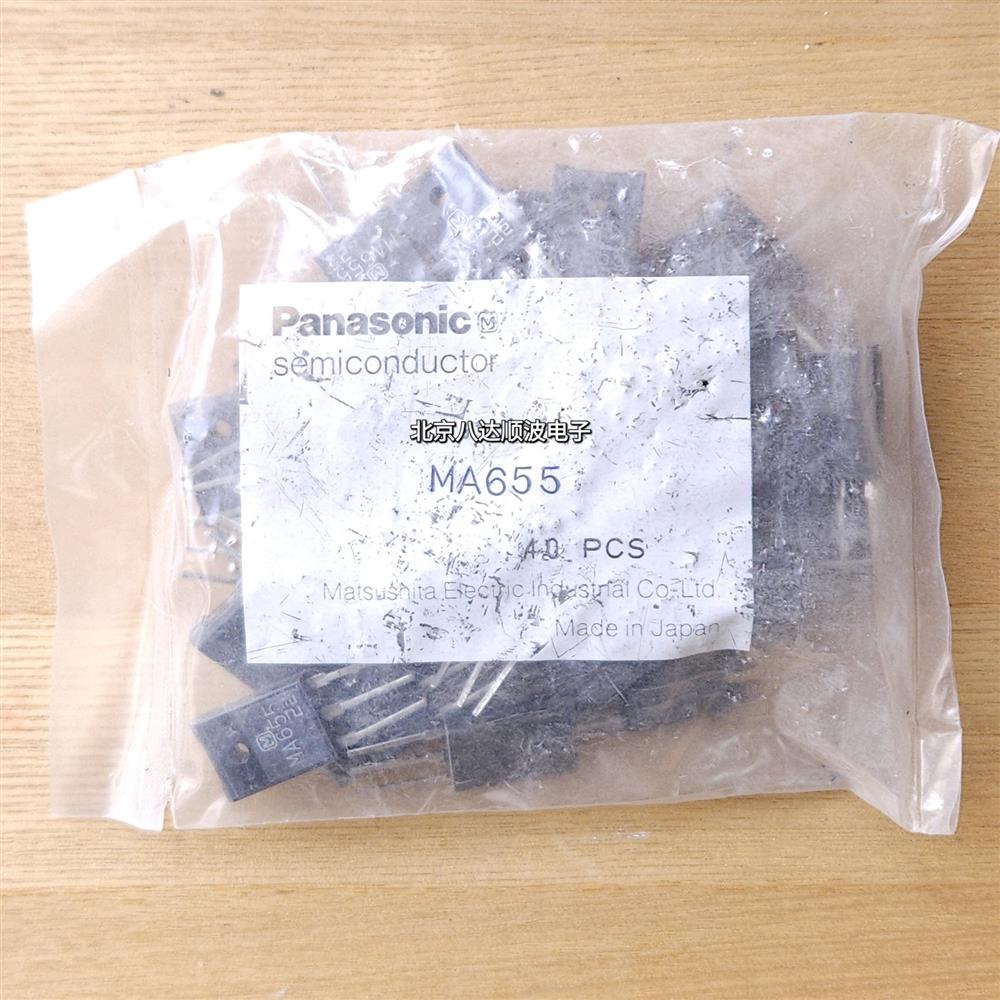 Panasonic M
semiconductor
北京八达顺波电子
MA655
40 PCS
Matsushita Electric Industrial Co. Ltd.
Made in Japan
M MA655